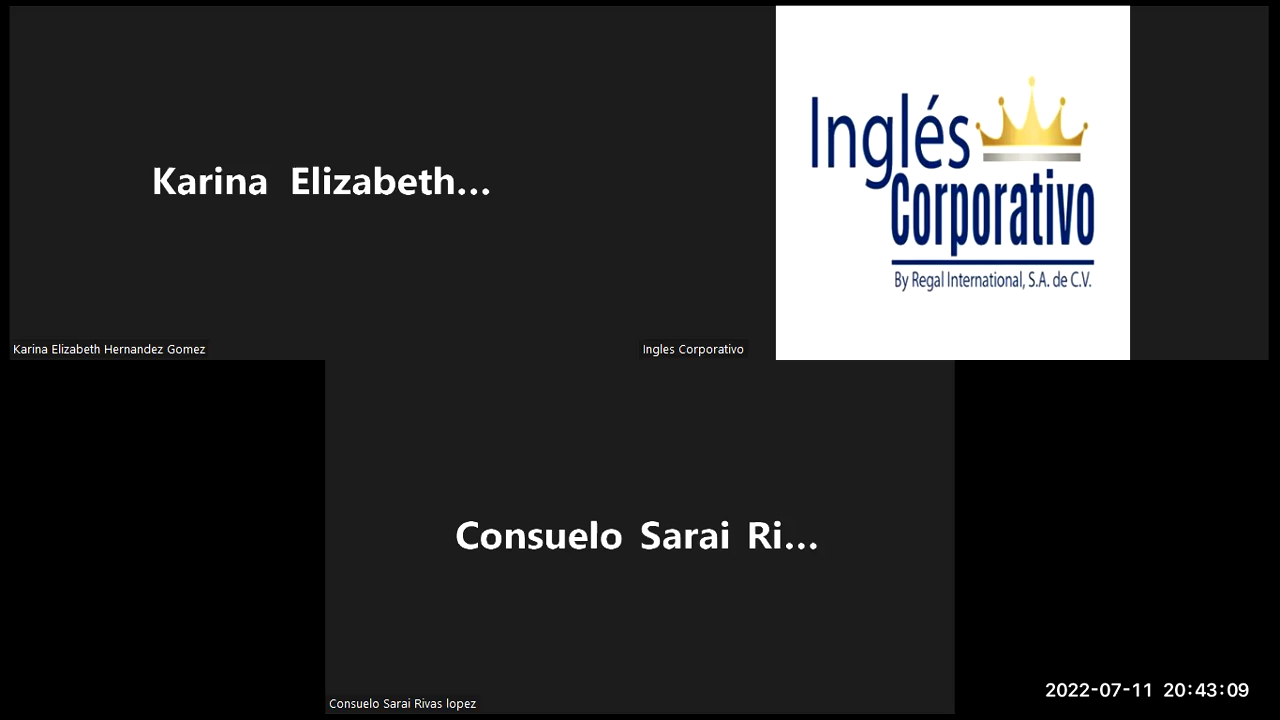 Karina Elizabeth...
Karina Elizabeth Hernandez Gomez
Inglés
Corporativo
By Regal International, S.A. de C.V.
Ingles Corporativo
Consuelo Sarai Ri...
Consuelo Sarai Rivas lopez
2022-07-11 20:43:09